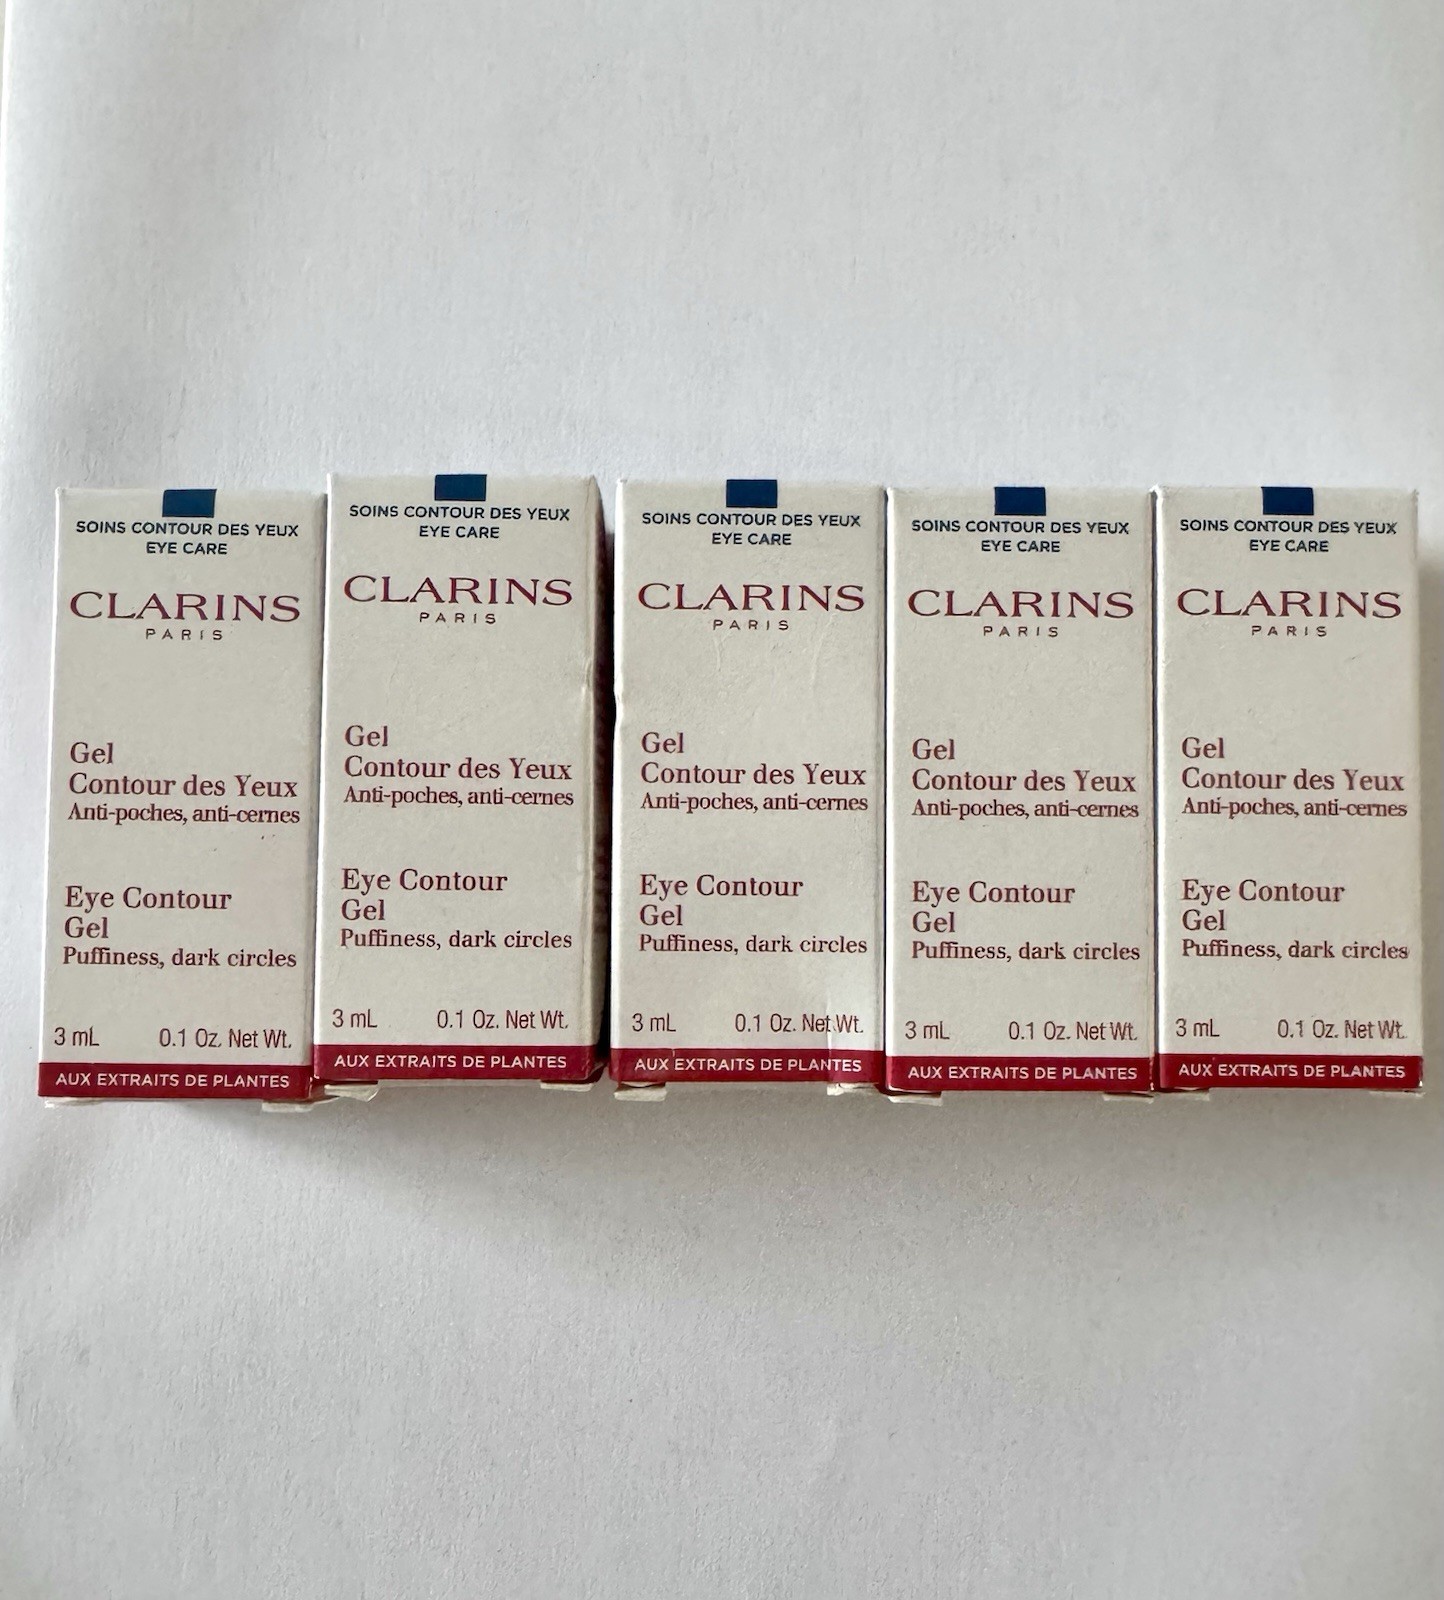 SOINS CONTOUR DES YEUX
EYE CARE
CLARINS
PARIS
Gel
Contour des Yeux
Anti-poches, anti-cernes
Eye Contour
Gel
Puffiness, dark circles
3 mL 0.1 Oz. Net Wt.
AUX EXTRAITS DE PLANTES
SOINS CONTOUR DES YEUX
EYE CARE
CLARINS
PARIS
Gel
Contour des Yeux
Anti-poches, anti-cernes
Eye Contour
Gel
Puffiness, dark circles
3 mL 0.1 Oz. Net Wt.
AUX EXTRAITS DE PLANTES
SOINS CONTOUR DES YEUX
EYE CARE
CLARINS
PARIS
Gel
Contour des Yeux
Anti-poches, anti-cernes
Eye Contour
Gel
Puffiness, dark circles
3 mL 0.1 Oz. Net Wt.
AUX EXTRAITS DE PLANTES
SOINS CONTOUR DES YEUX
EYE CARE
CLARINS
PARIS
Gel
Contour des Yeux
Anti-poches, anti-cernes
Eye Contour
Gel
Puffiness, dark circles
3 mL 0.1 Oz. Net Wt.
AUX EXTRAITS DE PLANTES
SOINS CONTOUR DES YEUX
EYE CARE
CLARINS
PARIS
Gel
Contour des Yeux
Anti-poches, anti-cernes
Eye Contour
Gel
Puffiness, dark circles
3 mL 0.1 Oz. Net Wt.
AUX EXTRAITS DE PLANTES